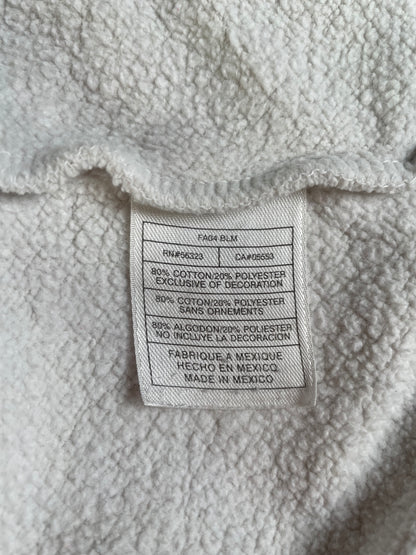 FA04-BLM
RN#56323 CA#05553
80% COTTON/20% POLYESTER
EXCLUSIVE OF DECORATION
80% COTTON/20% POLYESTER
SANS ORNEMENTS
80% ALGODON/20% POLIESTER
NO INCLUYE LA DECORACION
FABRIQUE A MEXIQUE
HECHO EN MEXICO
MADE IN MEXICO